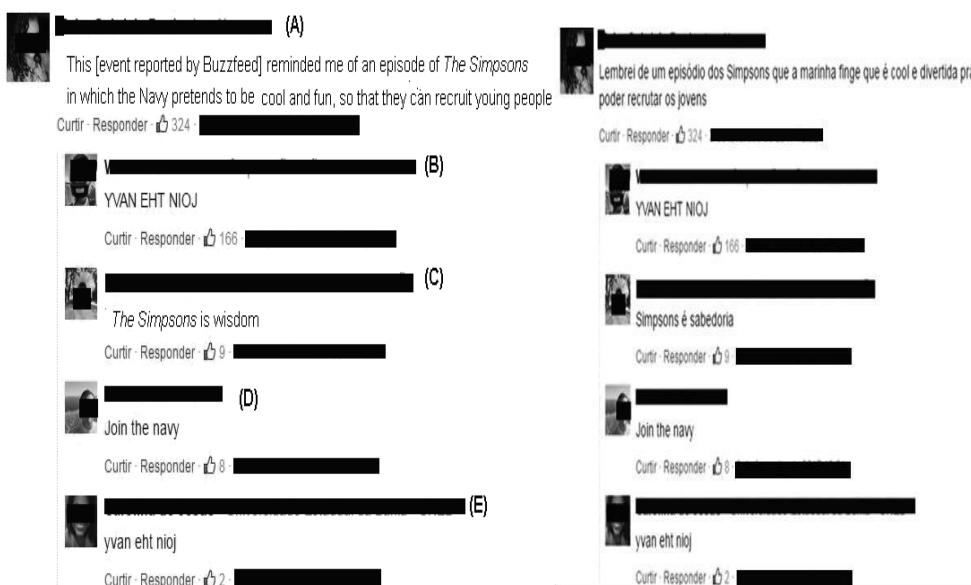 (A)
This [event reported by Buzzfeed] reminded me of an episode of The Simpsons
in which the Navy pretends to be cool and fun, so that they can recruit young people
Curtir · Responder · 324 ·
(B)
YVAN EHT NIOJ
Curtir · Responder · 166 ·
(C)
The Simpsons is wisdom
Curtir · Responder · 9 ·
(D)
Join the navy
Curtir · Responder · 8 ·
(E)
yvan eht nioj
Curtir · Responder · 2 ·
Lembrei de um episódio dos Simpsons que a marinha finge que é cool e divertida pra
poder recrutar os jovens
Curtir · Responder · 324 ·
YVAN EHT NIOJ
Curtir · Responder · 166 ·
Simpsons é sabedoria
Curtir · Responder · 9 ·
Join the navy
Curtir · Responder · 8 ·
yvan eht nioj
Curtir · Responder · 2 ·